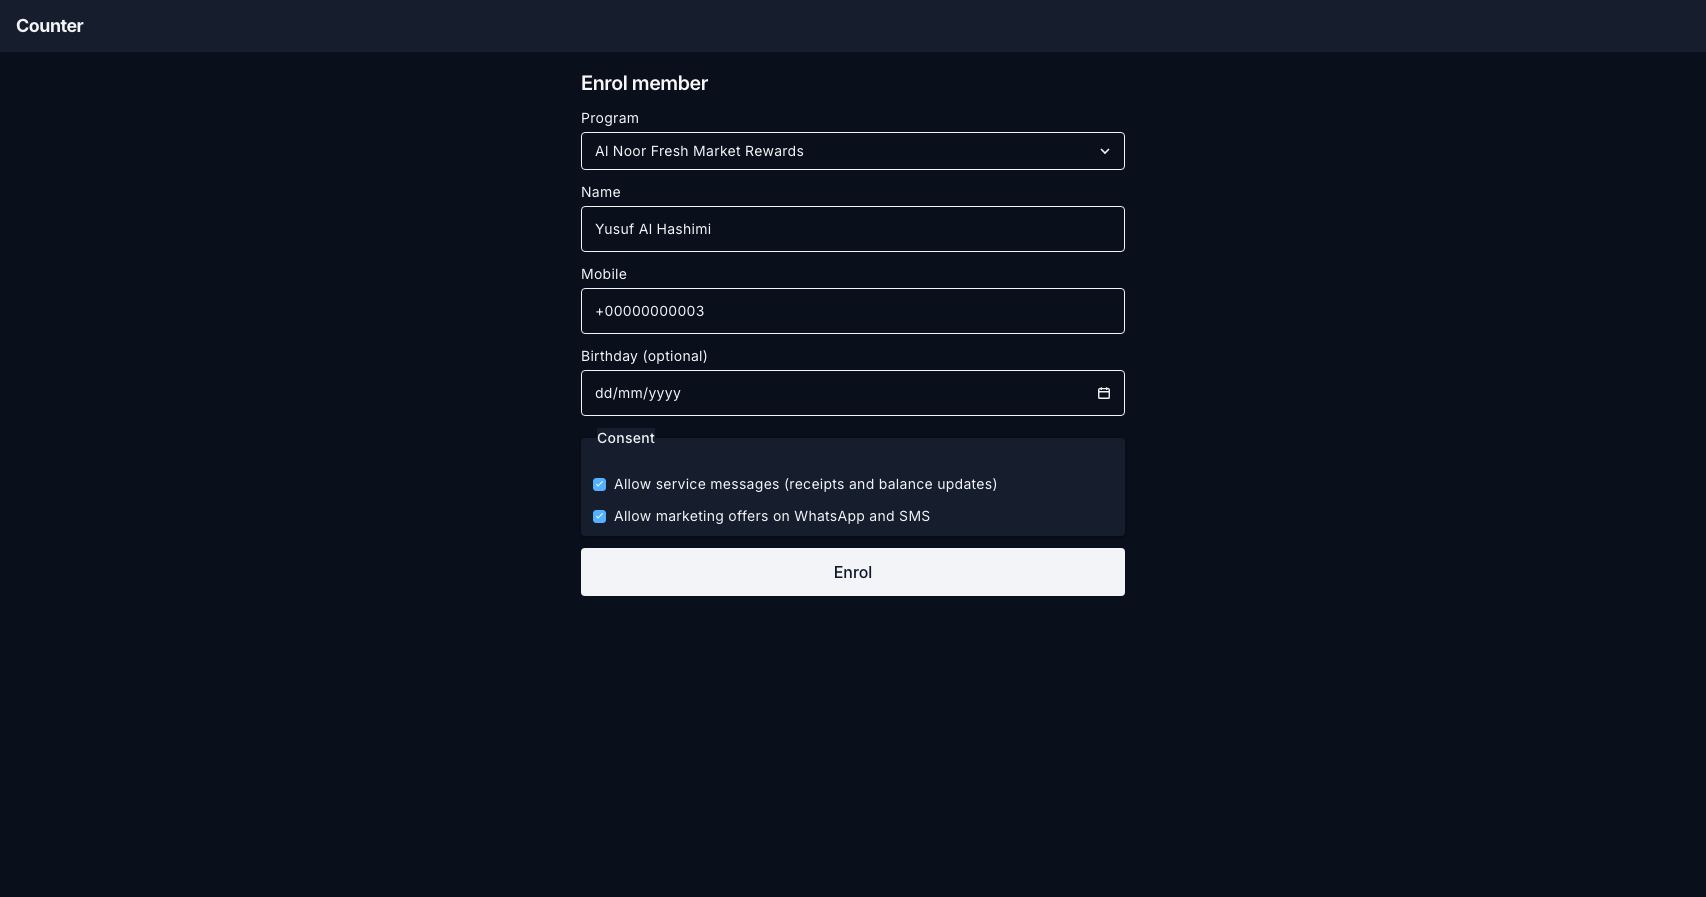 Counter
Enrol member
Program
Al Noor Fresh Market Rewards
Name
Yusuf Al Hashimi
Mobile
+00000000003
Birthday (optional)
dd/mm/yyyy
Consent
Allow service messages (receipts and balance updates)
Allow marketing offers on WhatsApp and SMS
Enrol